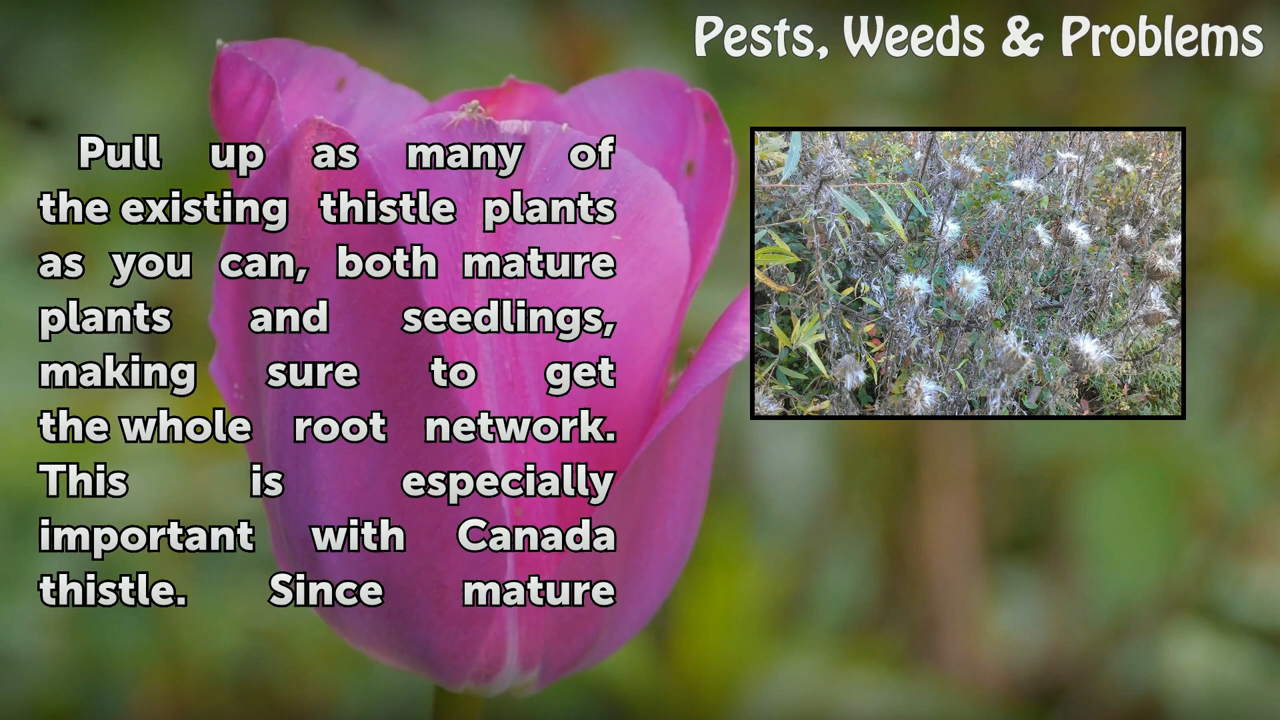 Pests, Weeds & Problems
Pull up as many of
the existing thistle plants
as you can, both mature
plants and seedlings,
making sure to get
the whole root network.
This is especially
important with Canada
thistle. Since mature